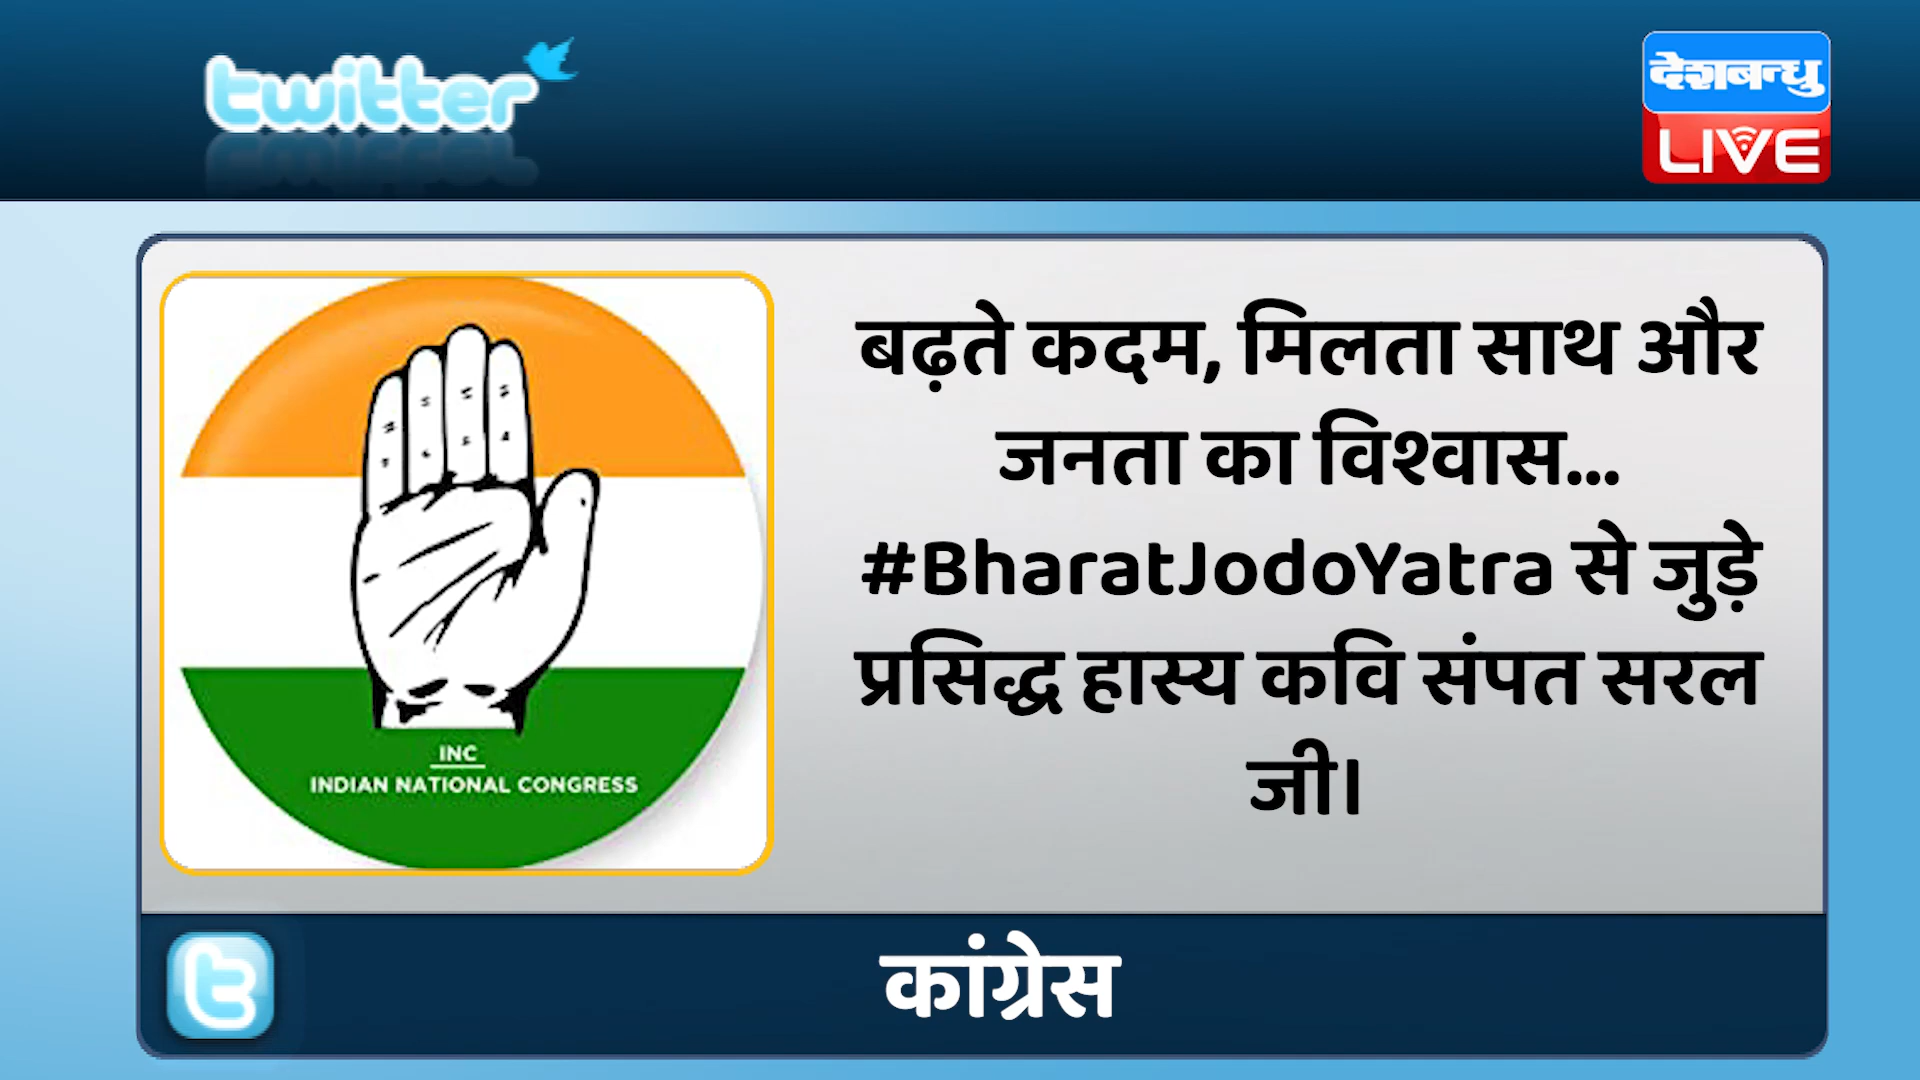 twitter
देशबन्धु
LIVE
बढ़ते कदम, मिलता साथ और
जनता का विश्वास...
#BharatJodoYatra से जुड़े
प्रसिद्ध हास्य कवि संपत सरल
जी।
INC
INDIAN NATIONAL CONGRESS
कांग्रेस